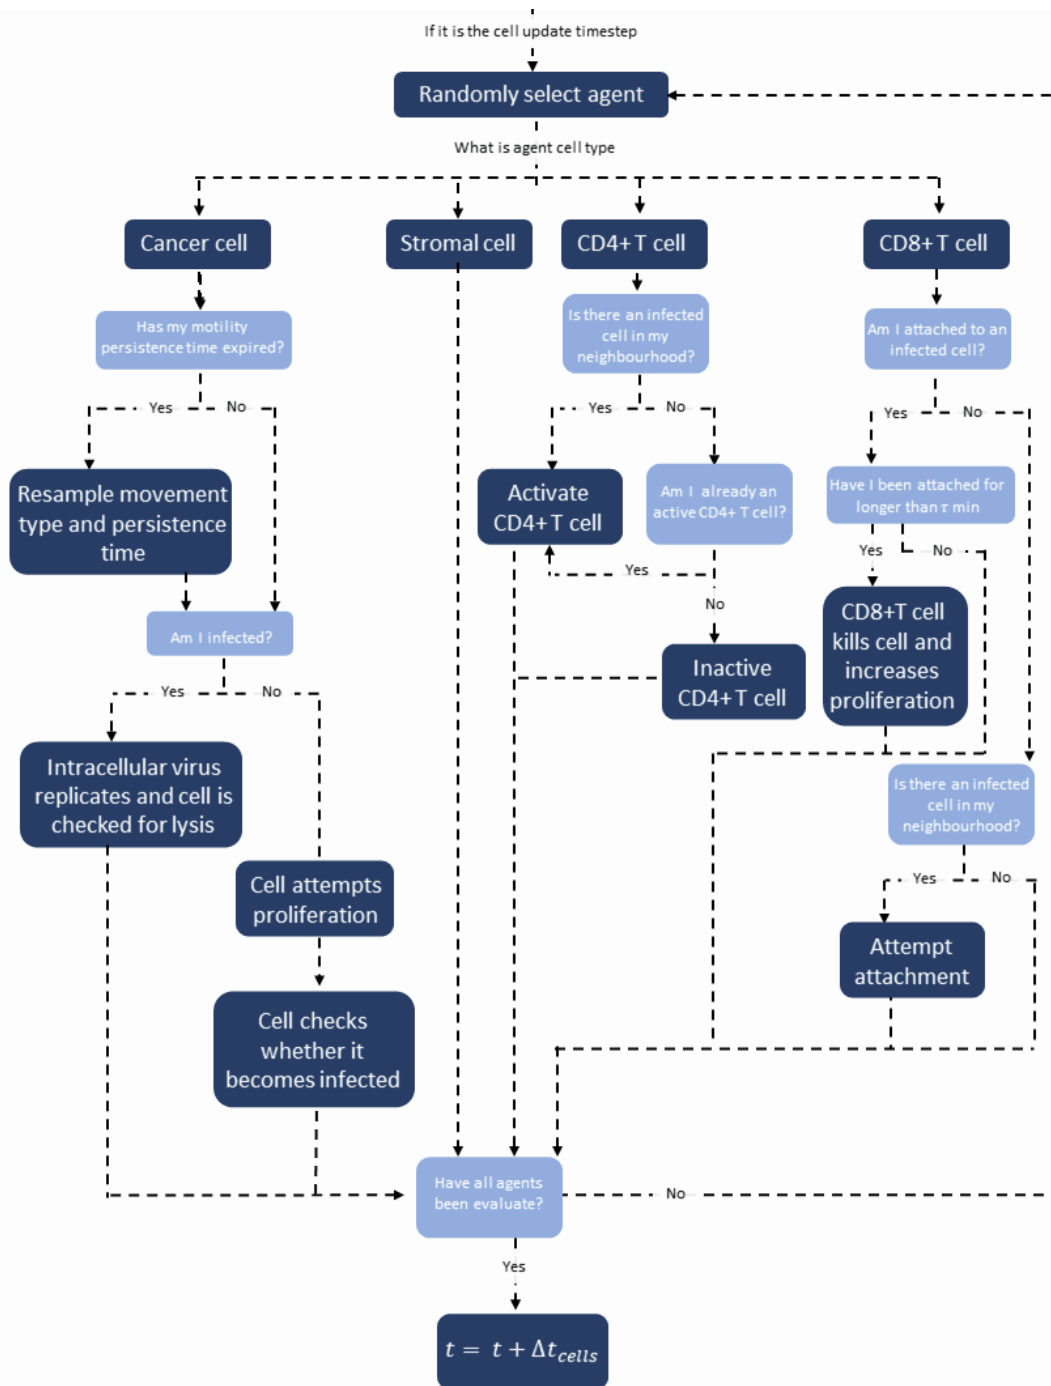 If it is the cell update timestep
Randomly select agent
What is agent cell type
Cancer cell
Stromal cell
CD4+ T cell
CD8+ T cell
Has my motility
persistence time expired?
Is there an infected
cell in my
neighbourhood?
Am I attached to an
infected cell?
Yes
No
Yes
No
Yes
No
Resample movement
type and persistence
time
Activate
CD4+ T cell
Am I already an
active CD4+ T cell?
Have I been attached for
longer than τ min
Yes
No
Yes
No
Am I infected?
CD8+T cell
kills cell and
increases
proliferation
Inactive
CD4+ T cell
Yes
No
Intracellular virus
replicates and cell is
checked for lysis
Is there an infected
cell in my
neighbourhood?
Cell attempts
proliferation
Yes
No
Attempt
attachment
Cell checks
whether it
becomes infected
Have all agents
been evaluate?
No
Yes
t = t + Δt_cells